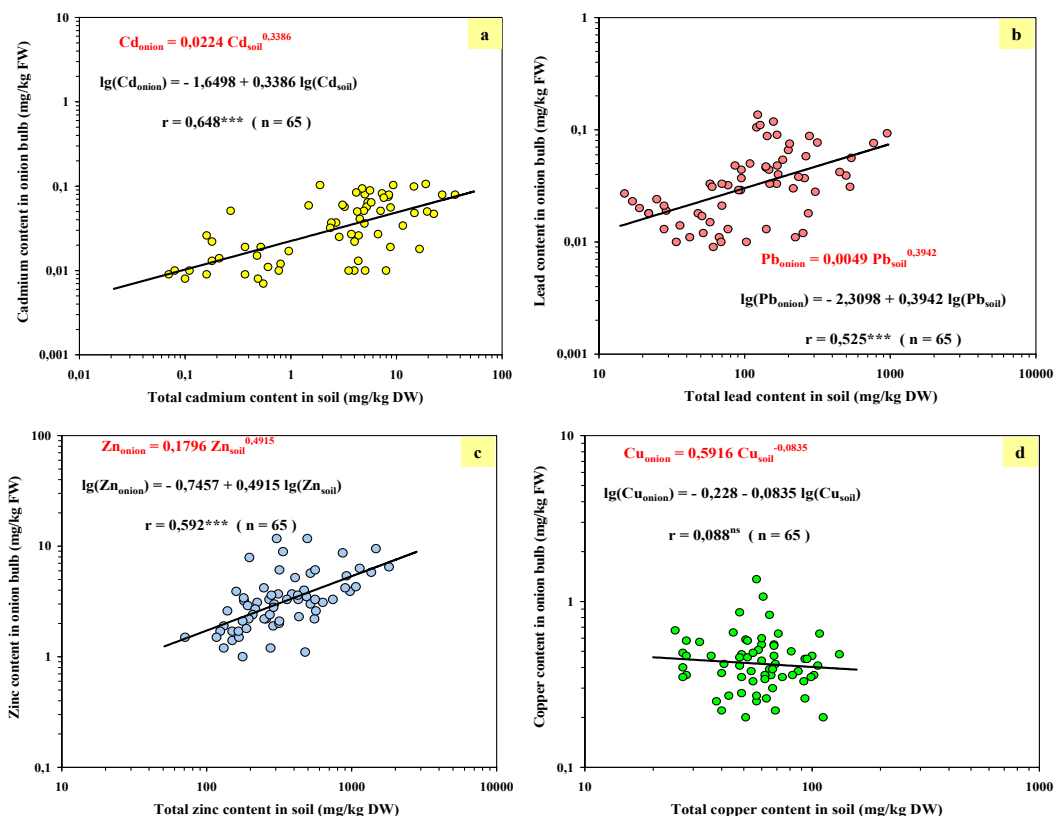 a
Cd_onion = 0,0224 Cd_soil^0,3386
lg(Cd_onion) = - 1,6498 + 0,3386 lg(Cd_soil)
r = 0,648*** ( n = 65 )
Cadmium content in onion bulb (mg/kg FW)
10
1
0,1
0,01
0,001
0,01
0,1
1
10
100
Total cadmium content in soil (mg/kg DW)
b
Lead content in onion bulb (mg/kg FW)
1
0,1
0,01
0,001
Pb_onion = 0,0049 Pb_soil^0,3942
lg(Pb_onion) = - 2,3098 + 0,3942 lg(Pb_soil)
r = 0,525*** ( n = 65 )
10
100
1000
10000
Total lead content in soil (mg/kg DW)
c
Zn_onion = 0,1796 Zn_soil^0,4915
lg(Zn_onion) = - 0,7457 + 0,4915 lg(Zn_soil)
r = 0,592*** ( n = 65 )
Zinc content in onion bulb (mg/kg FW)
100
10
1
0,1
10
100
1000
10000
Total zinc content in soil (mg/kg DW)
d
Cu_onion = 0,5916 Cu_soil^-0,0835
lg(Cu_onion) = - 0,228 - 0,0835 lg(Cu_soil)
r = 0,088^ns ( n = 65 )
Copper content in onion bulb (mg/kg FW)
10
1
0,1
10
100
1000
Total copper content in soil (mg/kg DW)